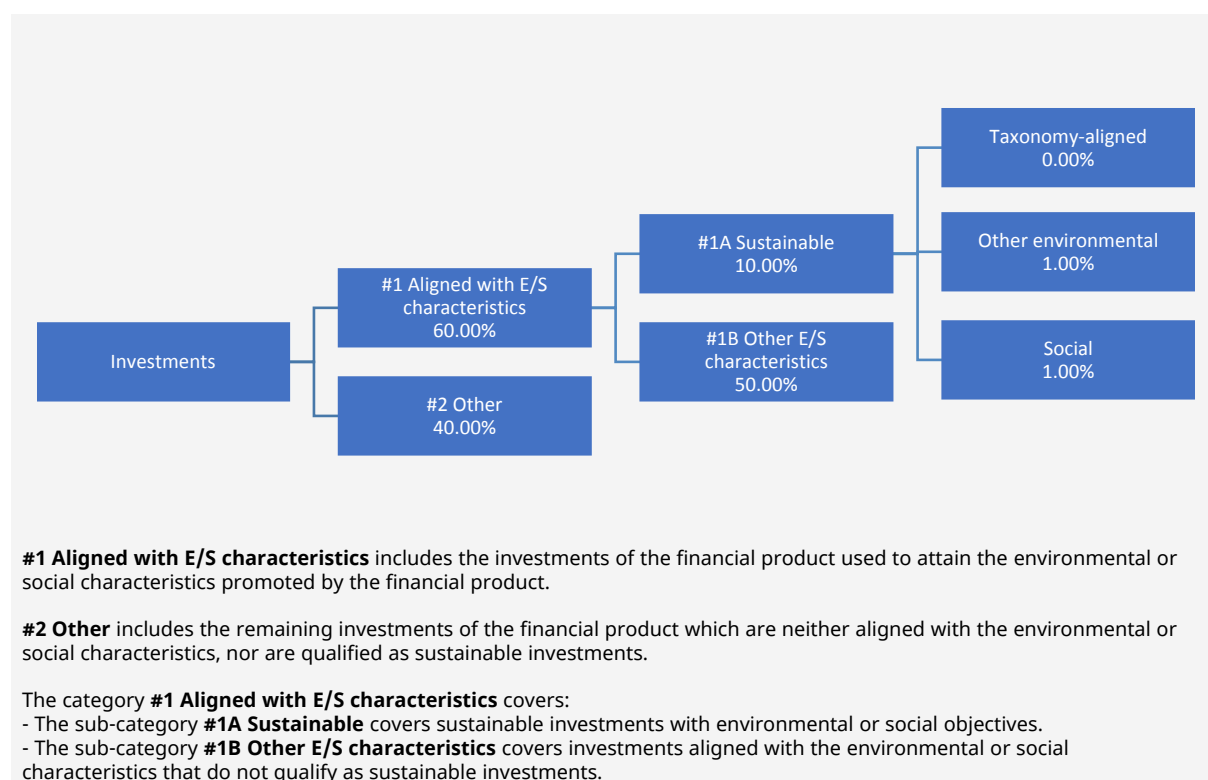 Investments
#1 Aligned with E/S
characteristics
60.00%
#2 Other
40.00%
#1A Sustainable
10.00%
#1B Other E/S
characteristics
50.00%
Taxonomy-aligned
0.00%
Other environmental
1.00%
Social
1.00%
#1 Aligned with E/S characteristics includes the investments of the financial product used to attain the environmental or
social characteristics promoted by the financial product.
#2 Other includes the remaining investments of the financial product which are neither aligned with the environmental or
social characteristics, nor are qualified as sustainable investments.
The category #1 Aligned with E/S characteristics covers:
- The sub-category #1A Sustainable covers sustainable investments with environmental or social objectives.
- The sub-category #1B Other E/S characteristics covers investments aligned with the environmental or social
characteristics that do not qualify as sustainable investments.